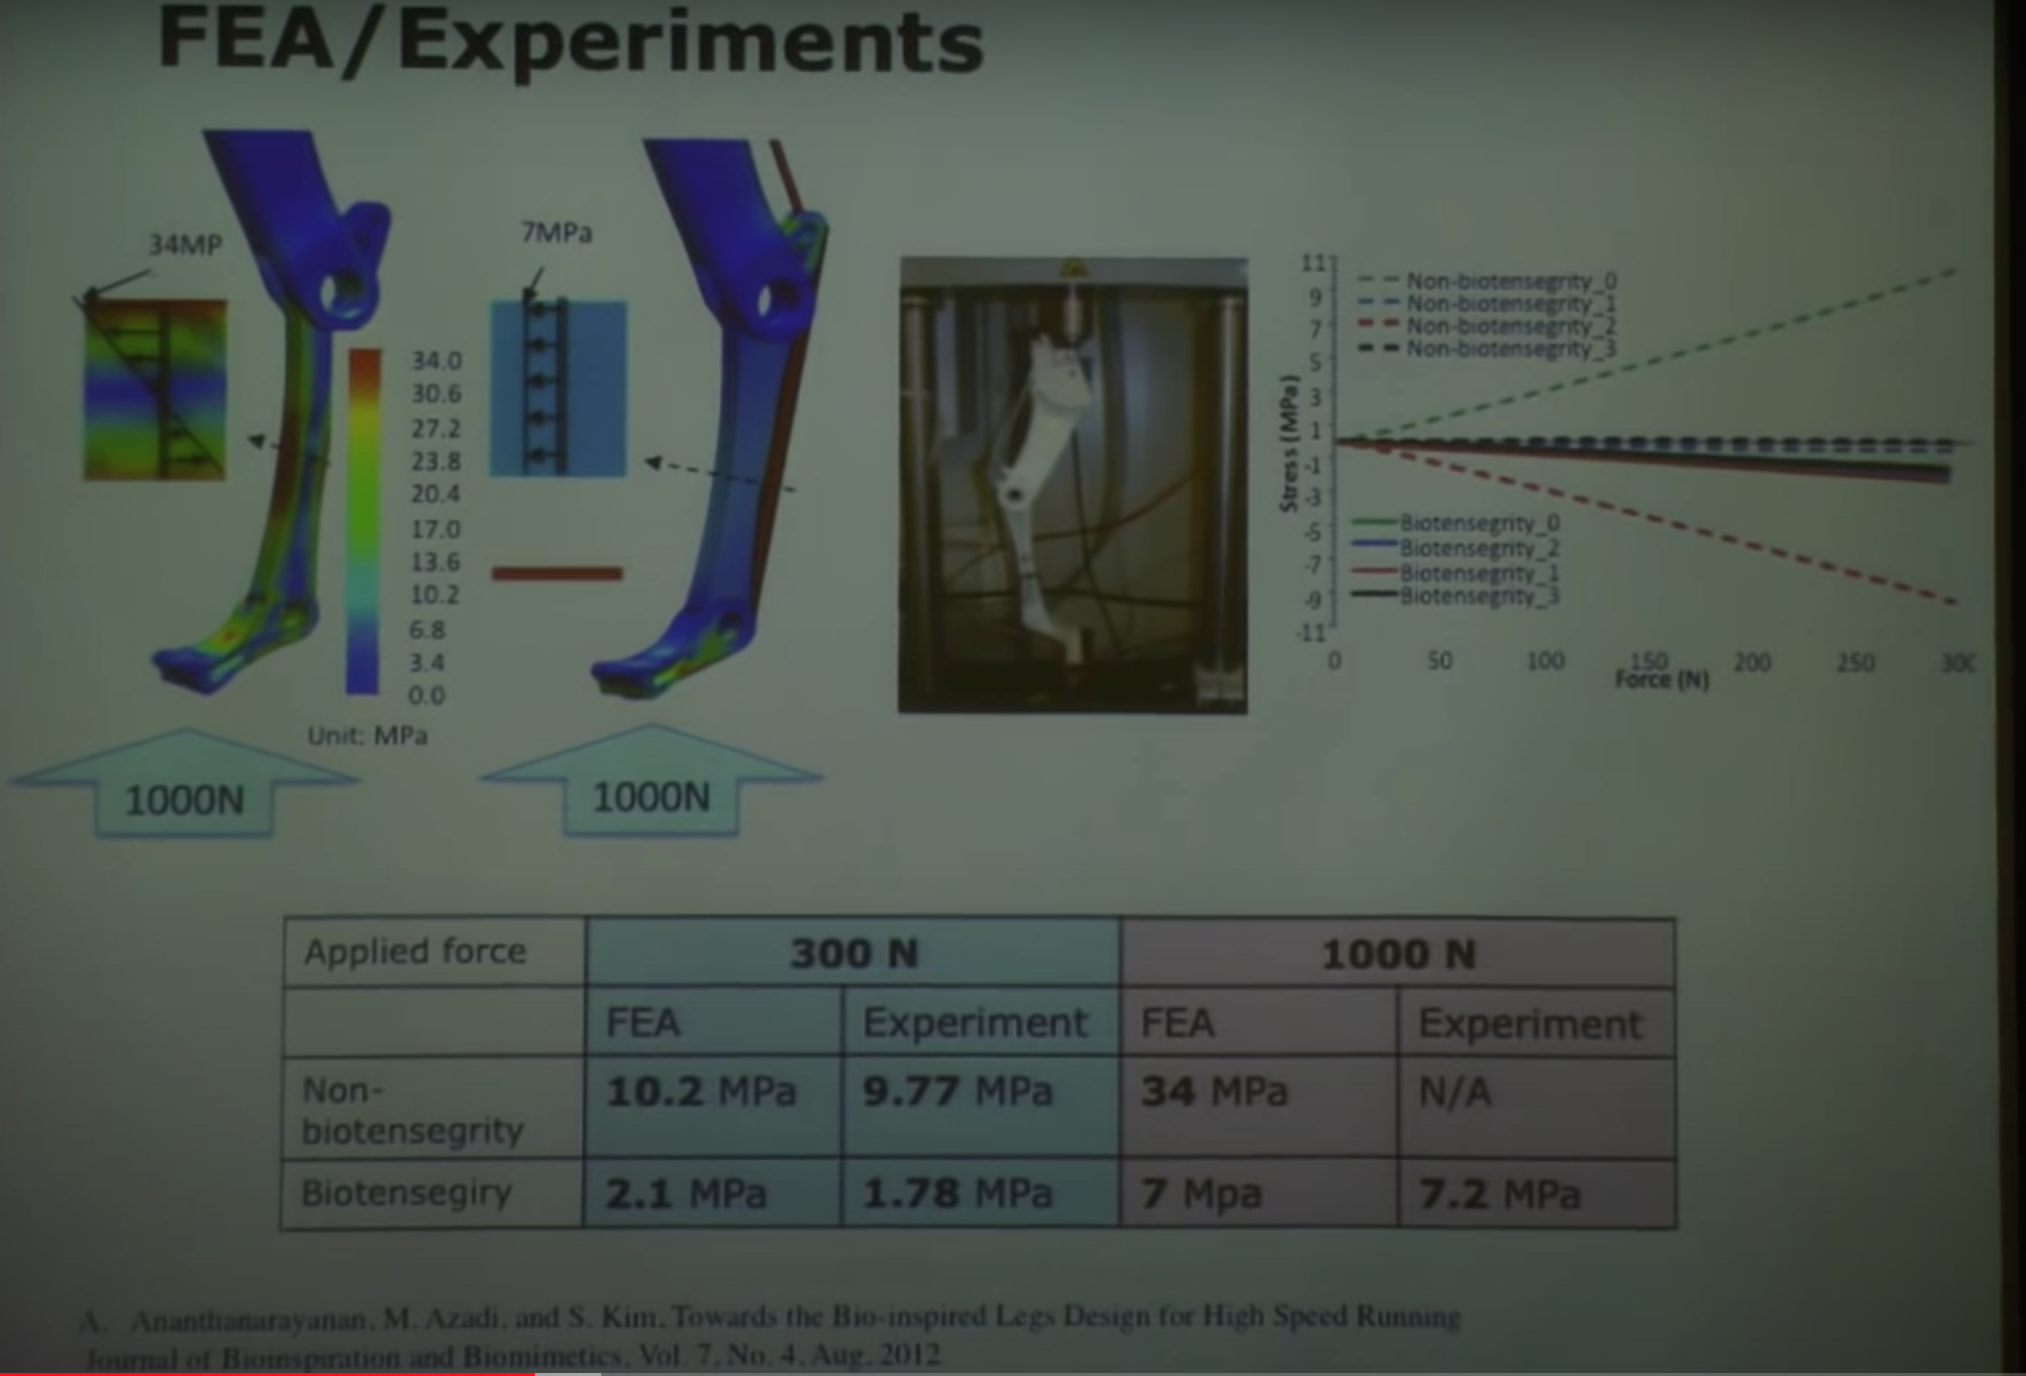 FEA/Experiments
34MP
7MPa
34.0
30.6
27.2
23.8
20.4
17.0
13.6
10.2
6.8
3.4
0.0
Unit: MPa
1000N
1000N
11
9
7
5
3
1
-1
-3
-5
-7
-9
-11
Stress (MPa)
Non-biotensegrity_0
Non-biotensegrity_1
Non-biotensegrity_2
Non-biotensegrity_3
Biotensegrity_0
Biotensegrity_2
Biotensegrity_1
Biotensegrity_3
0 50 100 150 200 250 300
Force (N)
Applied force 300 N 1000 N
FEA Experiment FEA Experiment
Non-
biotensegrity 10.2 MPa 9.77 MPa 34 MPa N/A
Biotensegiry 2.1 MPa 1.78 MPa 7 Mpa 7.2 MPa
A. Ananthanarayanan, M. Azadi, and S. Kim, Towards the Bio-inspired Legs Design for High Speed Running
Journal of Bioinspiration and Biomimetics, Vol. 7, No. 4, Aug. 2012